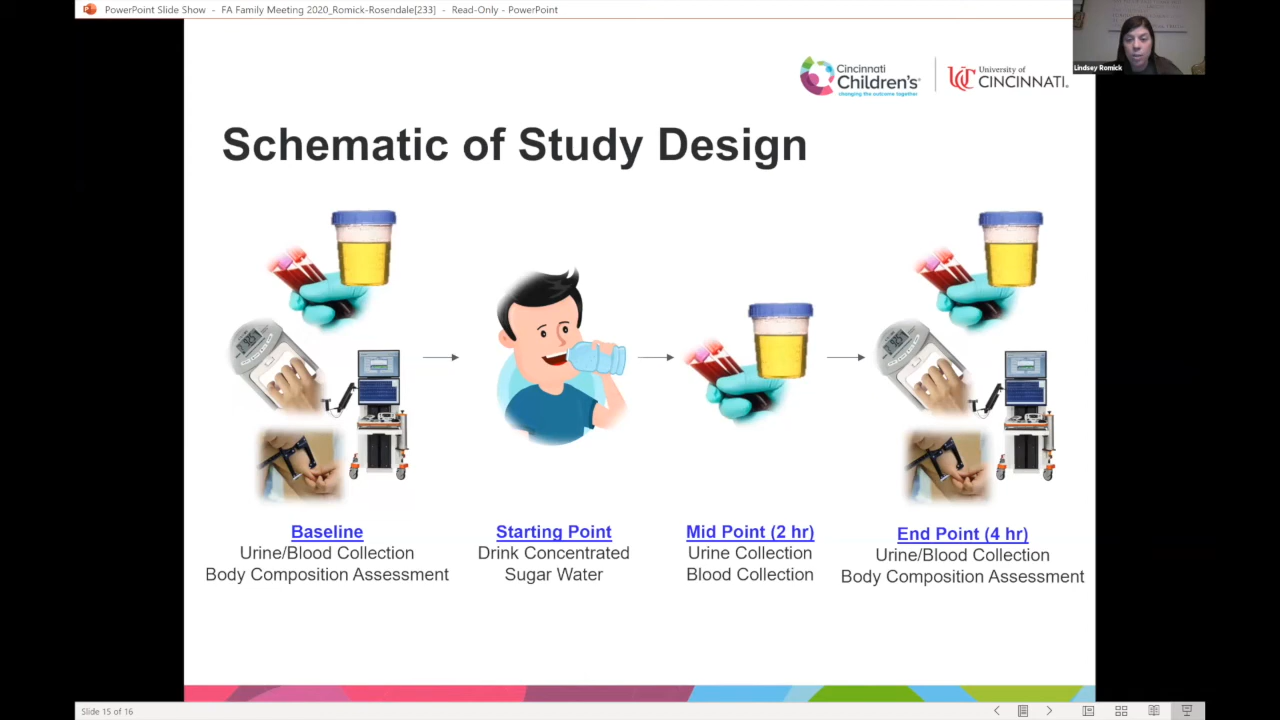 PowerPoint Slide Show - FA Family Meeting 2020_Romick-Rosendale[233] - Read-Only - PowerPoint
Lindsey Romick
Cincinnati
Children's
changing the outcome together
University of
CINCINNATI
Schematic of Study Design
Baseline
Urine/Blood Collection
Body Composition Assessment
Starting Point
Drink Concentrated
Sugar Water
Mid Point (2 hr)
Urine Collection
Blood Collection
End Point (4 hr)
Urine/Blood Collection
Body Composition Assessment
Slide 15 of 16